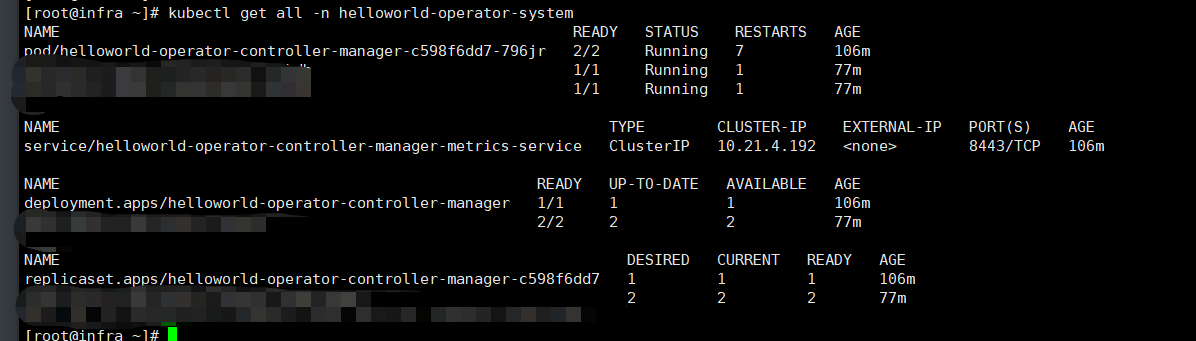 [root@infra ~]# kubectl get all -n helloworld-operator-system
NAME READY STATUS RESTARTS AGE
pod/helloworld-operator-controller-manager-c598f6dd7-796jr 2/2 Running 7 106m
1/1 Running 1 77m
1/1 Running 1 77m
NAME TYPE CLUSTER-IP EXTERNAL-IP PORT(S) AGE
service/helloworld-operator-controller-manager-metrics-service ClusterIP 10.21.4.192 <none> 8443/TCP 106m
NAME READY UP-TO-DATE AVAILABLE AGE
deployment.apps/helloworld-operator-controller-manager 1/1 1 1 106m
2/2 2 2 77m
NAME DESIRED CURRENT READY AGE
replicaset.apps/helloworld-operator-controller-manager-c598f6dd7 1 1 1 106m
2 2 2 77m
[root@infra ~]#